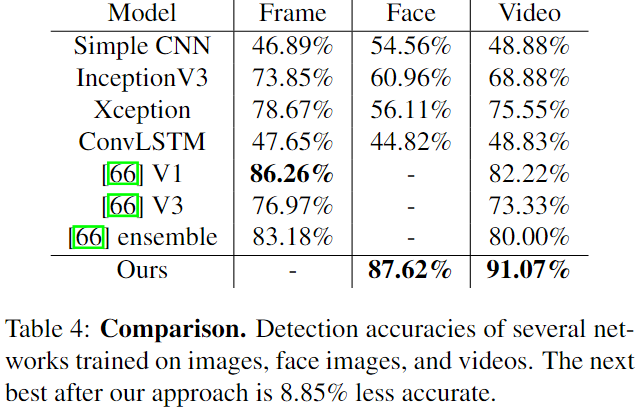 Model Frame Face Video
Simple CNN 46.89% 54.56% 48.88%
InceptionV3 73.85% 60.96% 68.88%
Xception 78.67% 56.11% 75.55%
ConvLSTM 47.65% 44.82% 48.83%
[66] V1 86.26% - 82.22%
[66] V3 76.97% - 73.33%
[66] ensemble 83.18% - 80.00%
Ours - 87.62% 91.07%
Table 4: Comparison. Detection accuracies of several net-
works trained on images, face images, and videos. The next
best after our approach is 8.85% less accurate.